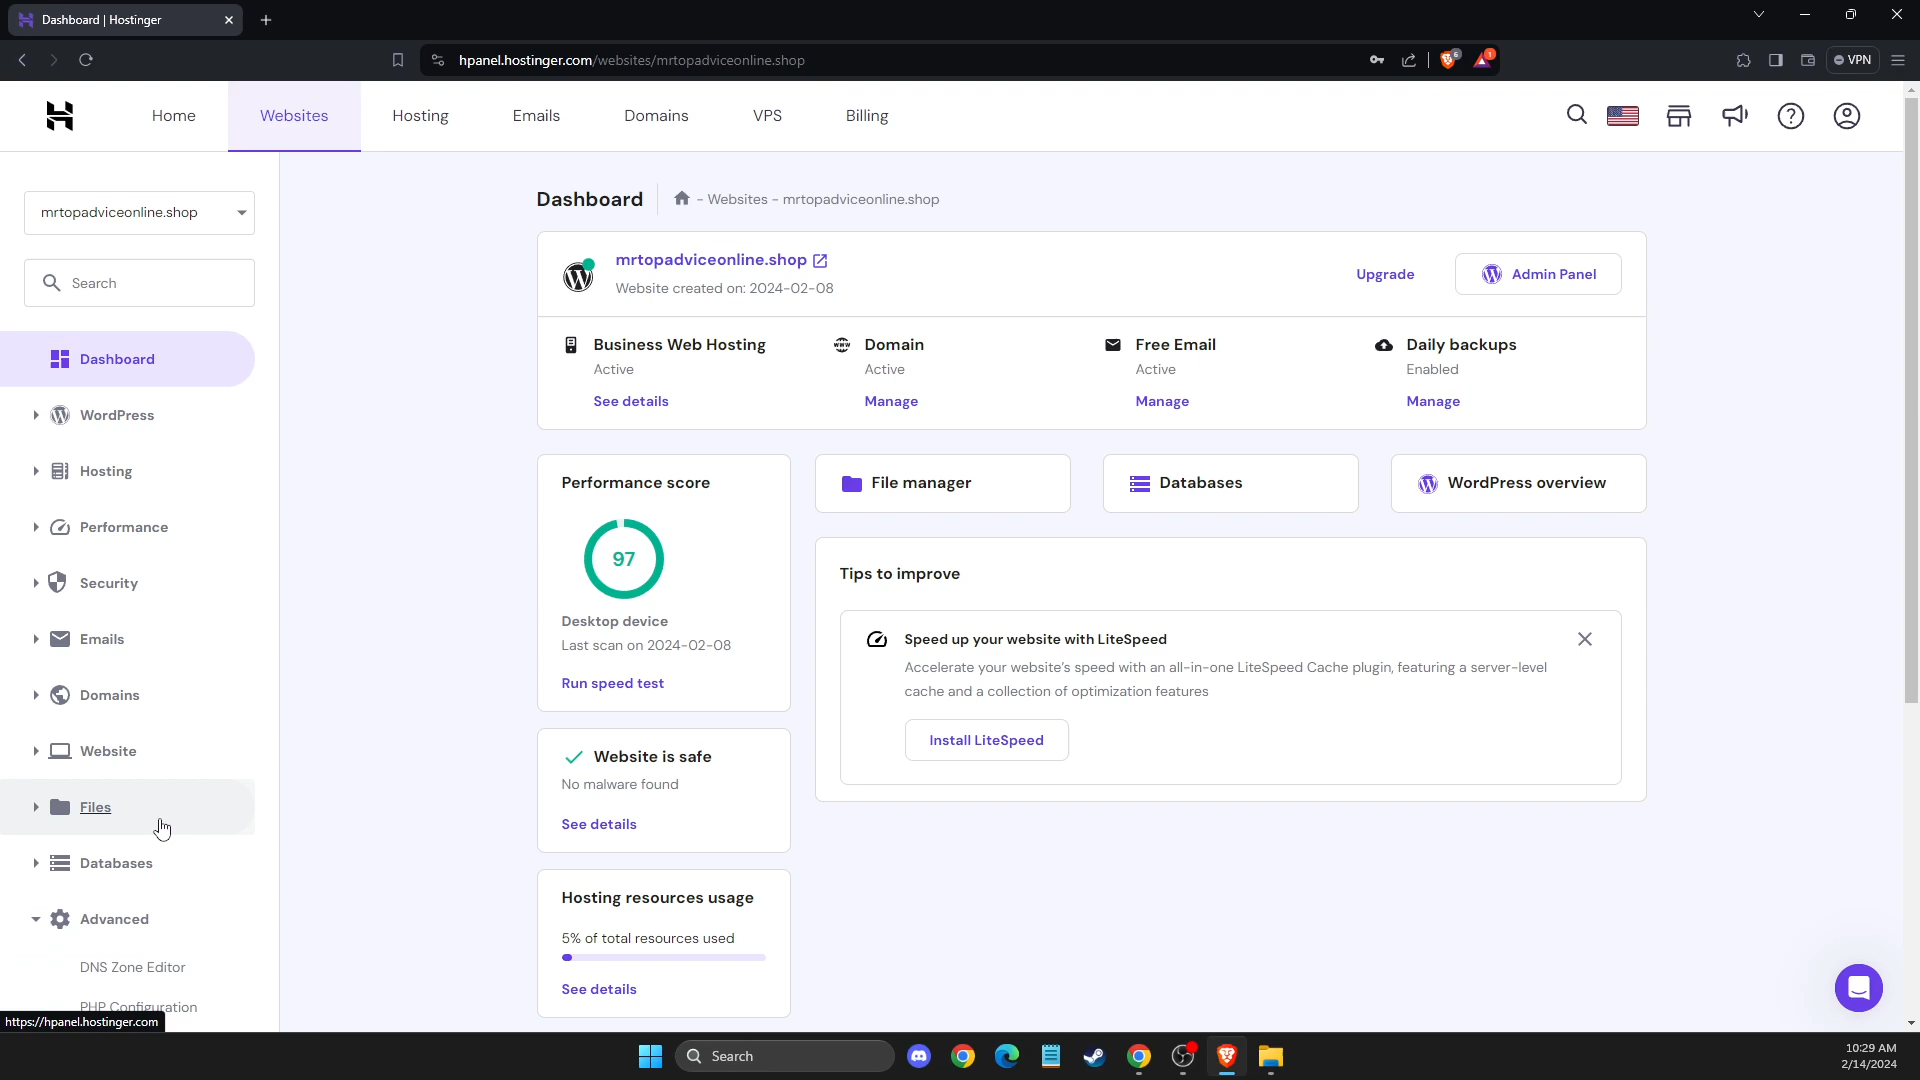 Dashboard | Hostinger
hpanel.hostinger.com/websites/mrtopadviceonline.shop
6
1
VPN
Home
Websites
Hosting
Emails
Domains
VPS
Billing
mrtopadviceonline.shop
Search
Dashboard
WordPress
Hosting
Performance
Security
Emails
Domains
Website
Files
Databases
Advanced
DNS Zone Editor
PHP Configuration
https://hpanel.hostinger.com
Dashboard
- Websites - mrtopadviceonline.shop
mrtopadviceonline.shop
Website created on: 2024-02-08
Upgrade
Admin Panel
Business Web Hosting
Active
See details
WWW
Domain
Active
Manage
Free Email
Active
Manage
Daily backups
Enabled
Manage
Performance score
97
Desktop device
Last scan on 2024-02-08
Run speed test
File manager
Databases
WordPress overview
Tips to improve
Speed up your website with LiteSpeed
Accelerate your website's speed with an all-in-one LiteSpeed Cache plugin, featuring a server-level
cache and a collection of optimization features
Install LiteSpeed
Website is safe
No malware found
See details
Hosting resources usage
5% of total resources used
See details
Search
10:29 AM
2/14/2024